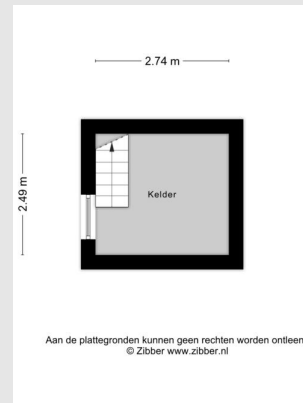 2.74 m
2.49 m
Kelder
Aan de plattegronden kunnen geen rechten worden ontleen
© Zibber www.zibber.nl